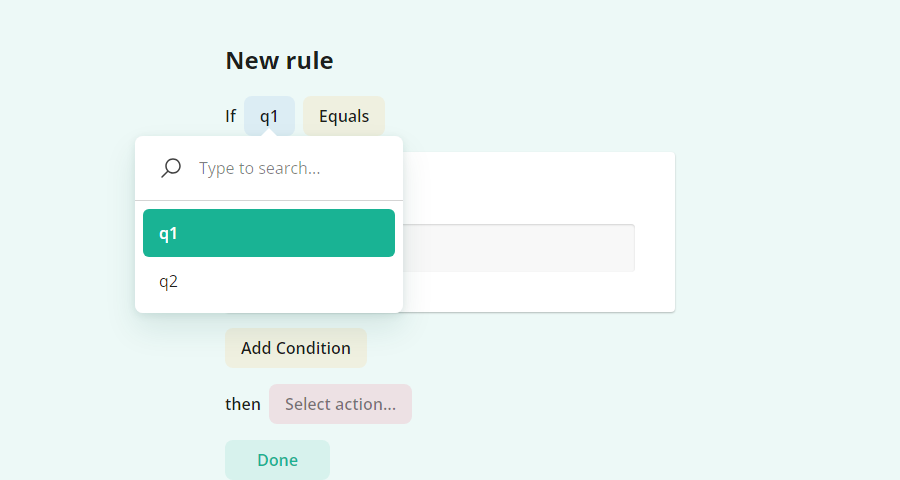 New rule
If q1 Equals
Type to search...
q1
q2
Add Condition
then Select action...
Done